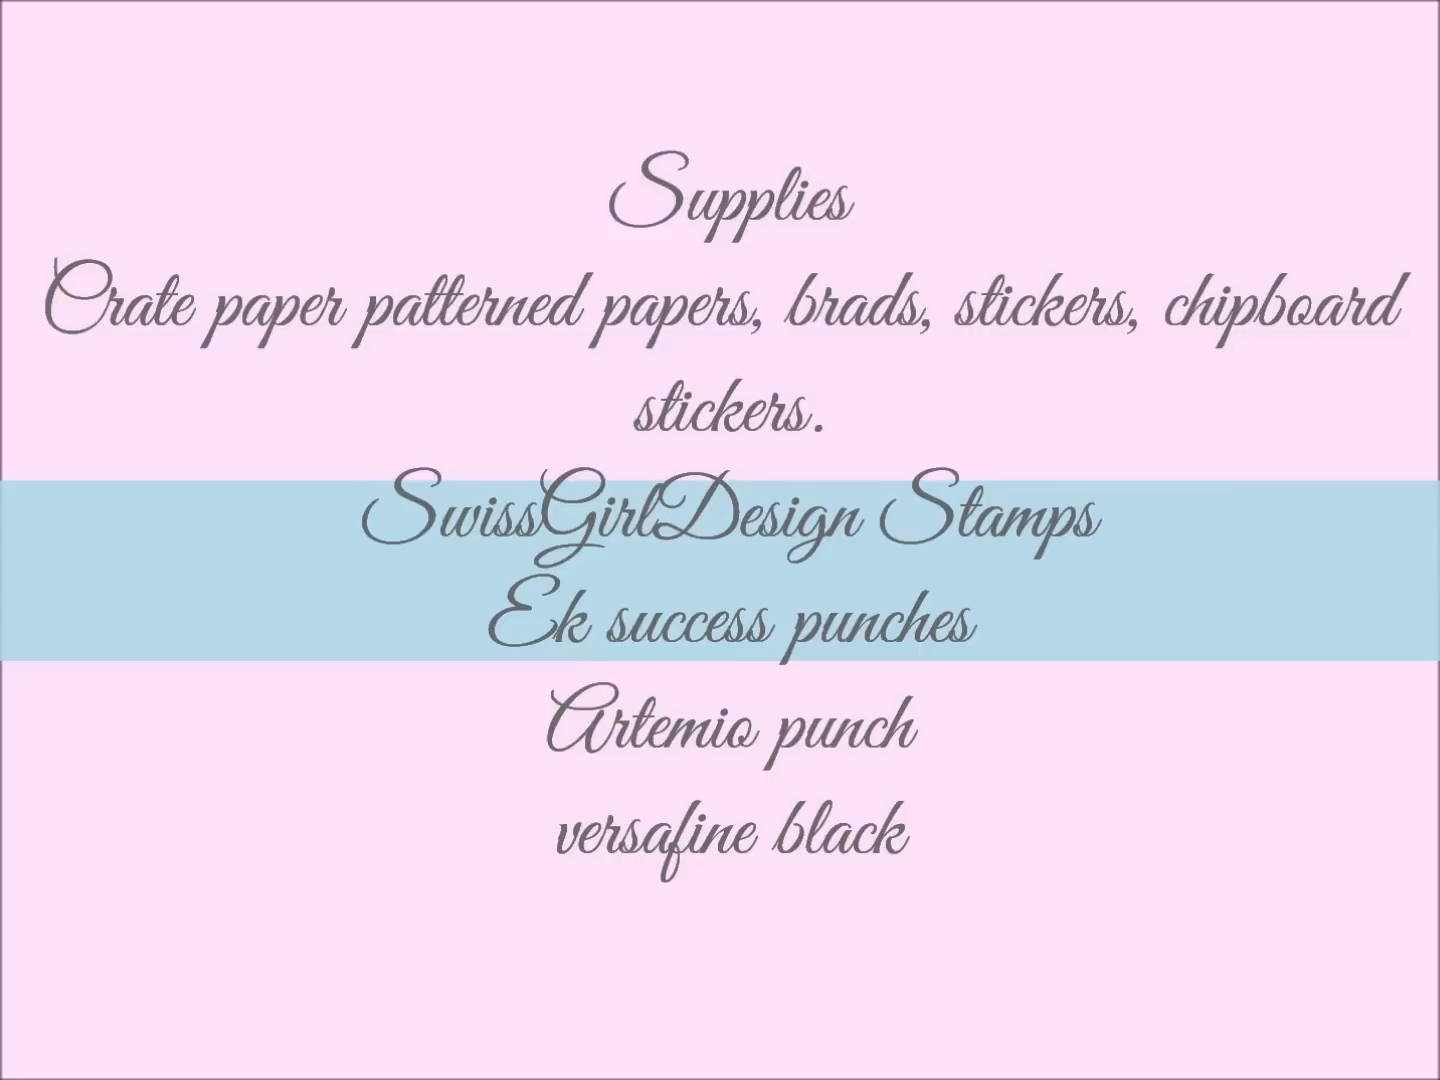 Supplies
Crate paper patterned papers, brads, stickers, chipboard
stickers.
SwissGirlDesign Stamps
Ek success punches
Artemio punch
versafine black